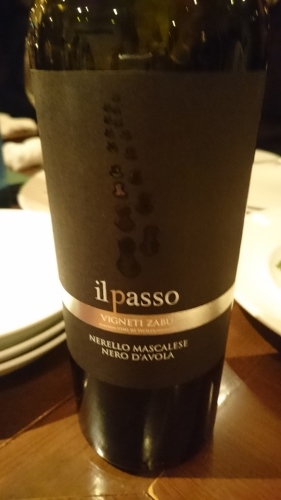 ilpasso
VIGNETI ZABÙ
NERELLO MASCALESE
NERO D'AVOLA